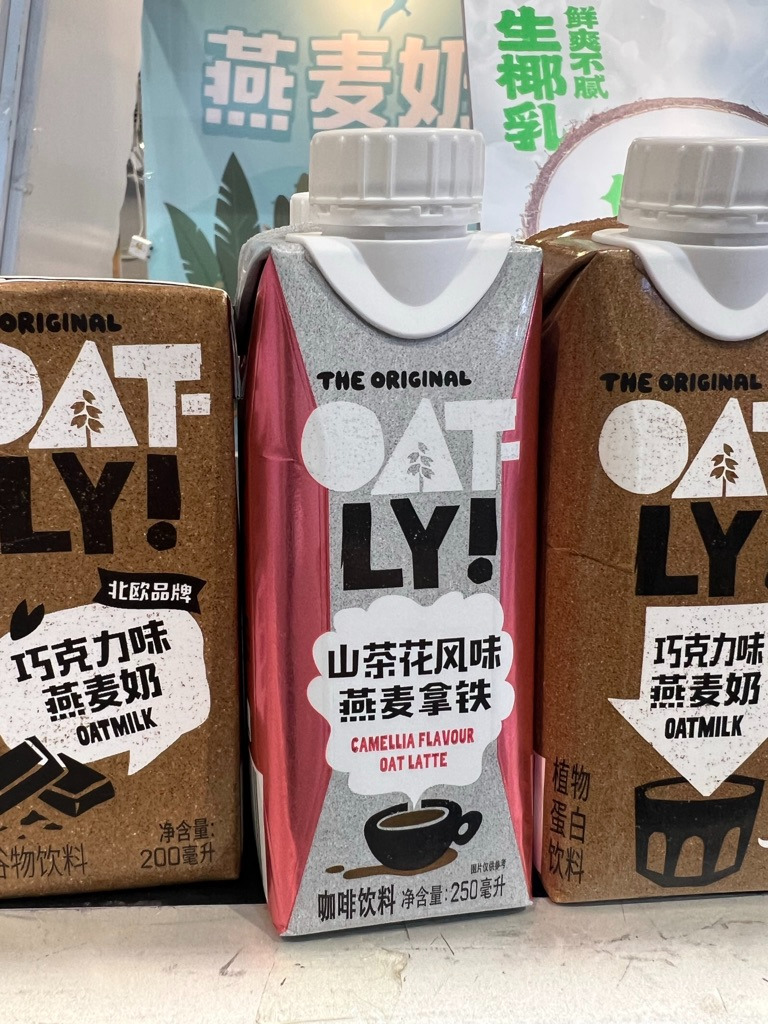 燕麦奶
鲜爽不腻
生椰乳
ORIGINAL
OAT-
LY!
北欧品牌
巧克力味
燕麦奶
OATMILK
净含量:
200毫升
谷物饮料
THE ORIGINAL
OAT-
LY!
山茶花风味
燕麦拿铁
CAMELLIA FLAVOUR
OAT LATTE
图片仅供参考
咖啡饮料 净含量:250毫升
THE ORIGINAL
OAT
LY
巧克力味
燕麦奶
OATMILK
植物
蛋白
饮料